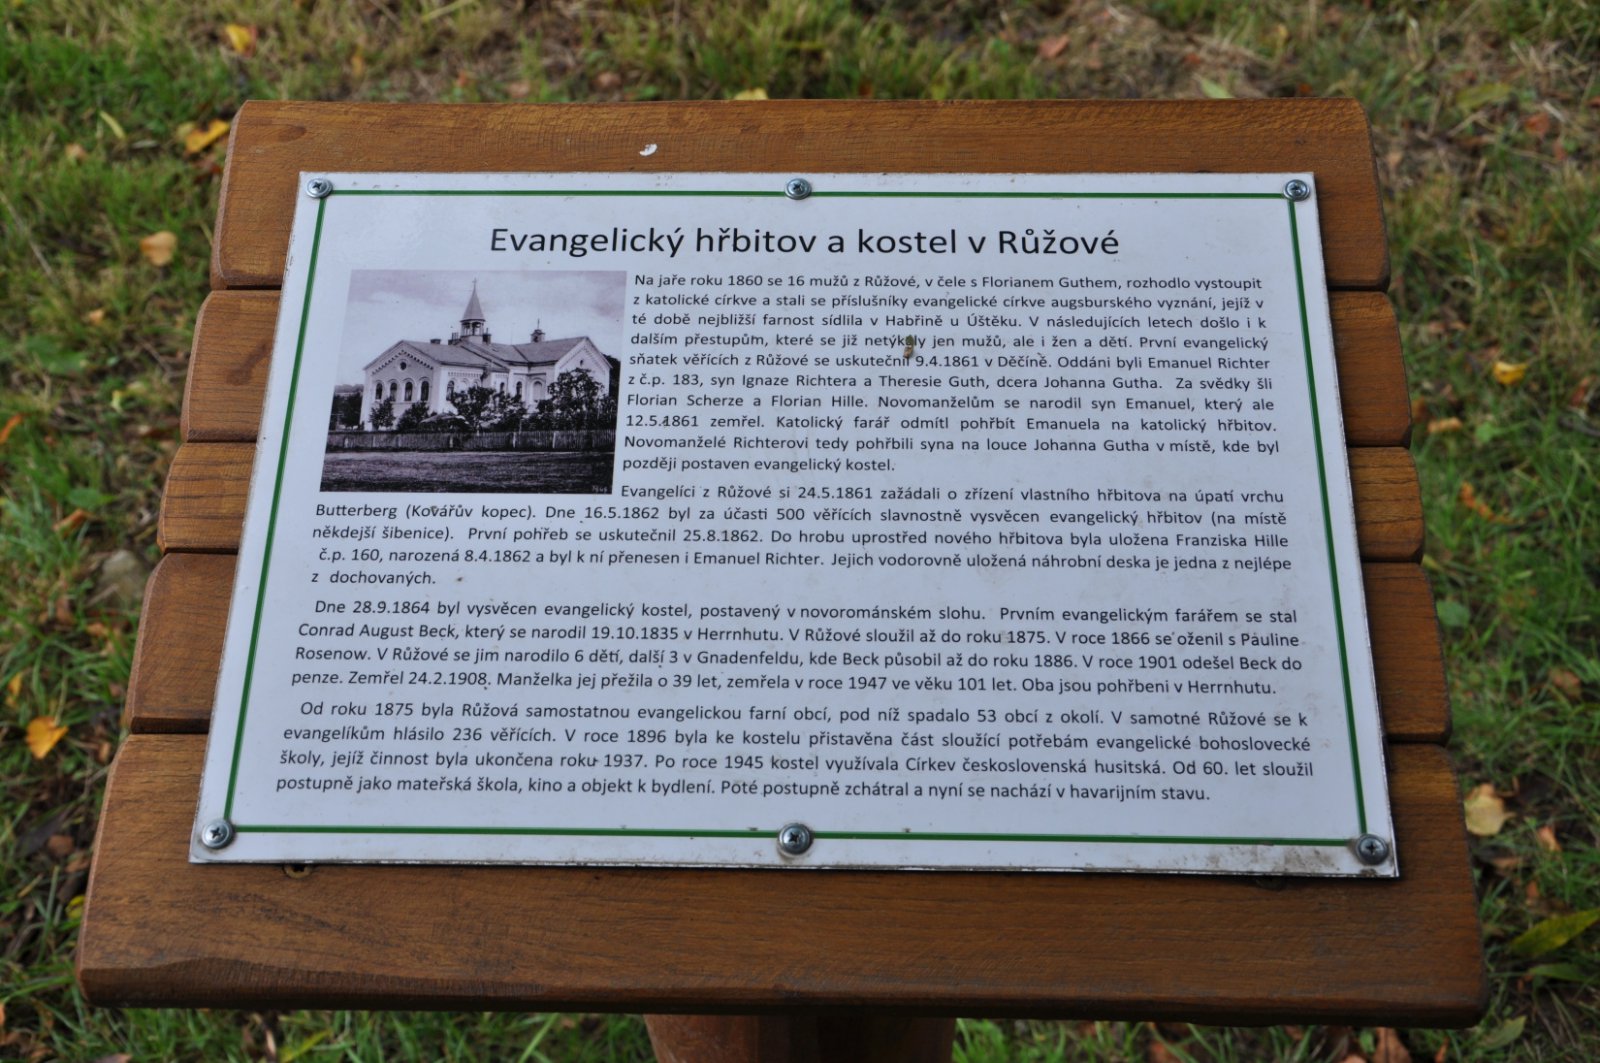 Evangelický hřbitov a kostel v Růžové
Na jaře roku 1860 se 16 mužů z Růžové, v čele s Florianem Guthem, rozhodlo vystoupit
z katolické církve a stali se příslušníky evangelické církve augsburského vyznání, jejíž v
té době nejbližší farnost sídlila v Habřině u Úštěku. V následujících letech došlo i k
dalším přestupům, které se již netýkaly jen mužů, ale i žen a dětí. První evangelický
sňatek věřících z Růžové se uskutečnil 9.4.1861 v Děčíně. Oddáni byli Emanuel Richter
z č.p. 183, syn Ignaze Richtera a Theresie Guth, dcera Johanna Gutha. Za svědky šli
Florian Scherze a Florian Hille. Novomanželům se narodil syn Emanuel, který ale
12.5.1861 zemřel. Katolický farář odmítl pohřbít Emanuela na katolický hřbitov.
Novomanželé Richterovi tedy pohřbili syna na louce Johanna Gutha v místě, kde byl
později postaven evangelický kostel.
Evangelíci z Růžové si 24.5.1861 zažádali o zřízení vlastního hřbitova na úpatí vrchu
Butterberg (Kovářův kopec). Dne 16.5.1862 byl za účasti 500 věřících slavnostně vysvěcen evangelický hřbitov (na místě
někdejší šibenice). První pohřeb se uskutečnil 25.8.1862. Do hrobu uprostřed nového hřbitova byla uložena Franziska Hille
č.p. 160, narozená 8.4.1862 a byl k ní přenesen i Emanuel Richter. Jejich vodorovně uložená náhrobní deska je jedna z nejlépe
z dochovaných.
Dne 28.9.1864 byl vysvěcen evangelický kostel, postavený v novorománském slohu. Prvním evangelickým farářem se stal
Conrad August Beck, který se narodil 19.10.1835 v Herrnhutu. V Růžové sloužil až do roku 1875. V roce 1866 se oženil s Pauline
Rosenow. V Růžové se jim narodilo 6 dětí, další 3 v Gnadenfeldu, kde Beck působil až do roku 1886. V roce 1901 odešel Beck do
penze. Zemřel 24.2.1908. Manželka jej přežila o 39 let, zemřela v roce 1947 ve věku 101 let. Oba jsou pohřbeni v Herrnhutu.
Od roku 1875 byla Růžová samostatnou evangelickou farní obcí, pod níž spadalo 53 obcí z okolí. V samotné Růžové se k
evangelíkům hlásilo 236 věřících. V roce 1896 byla ke kostelu přistavěna část sloužící potřebám evangelické bohoslovecké
školy, jejíž činnost byla ukončena roku 1937. Po roce 1945 kostel využívala Církev československá husitská. Od 60. let sloužil
postupně jako mateřská škola, kino a objekt k bydlení. Poté postupně zchátral a nyní se nachází v havarijním stavu.